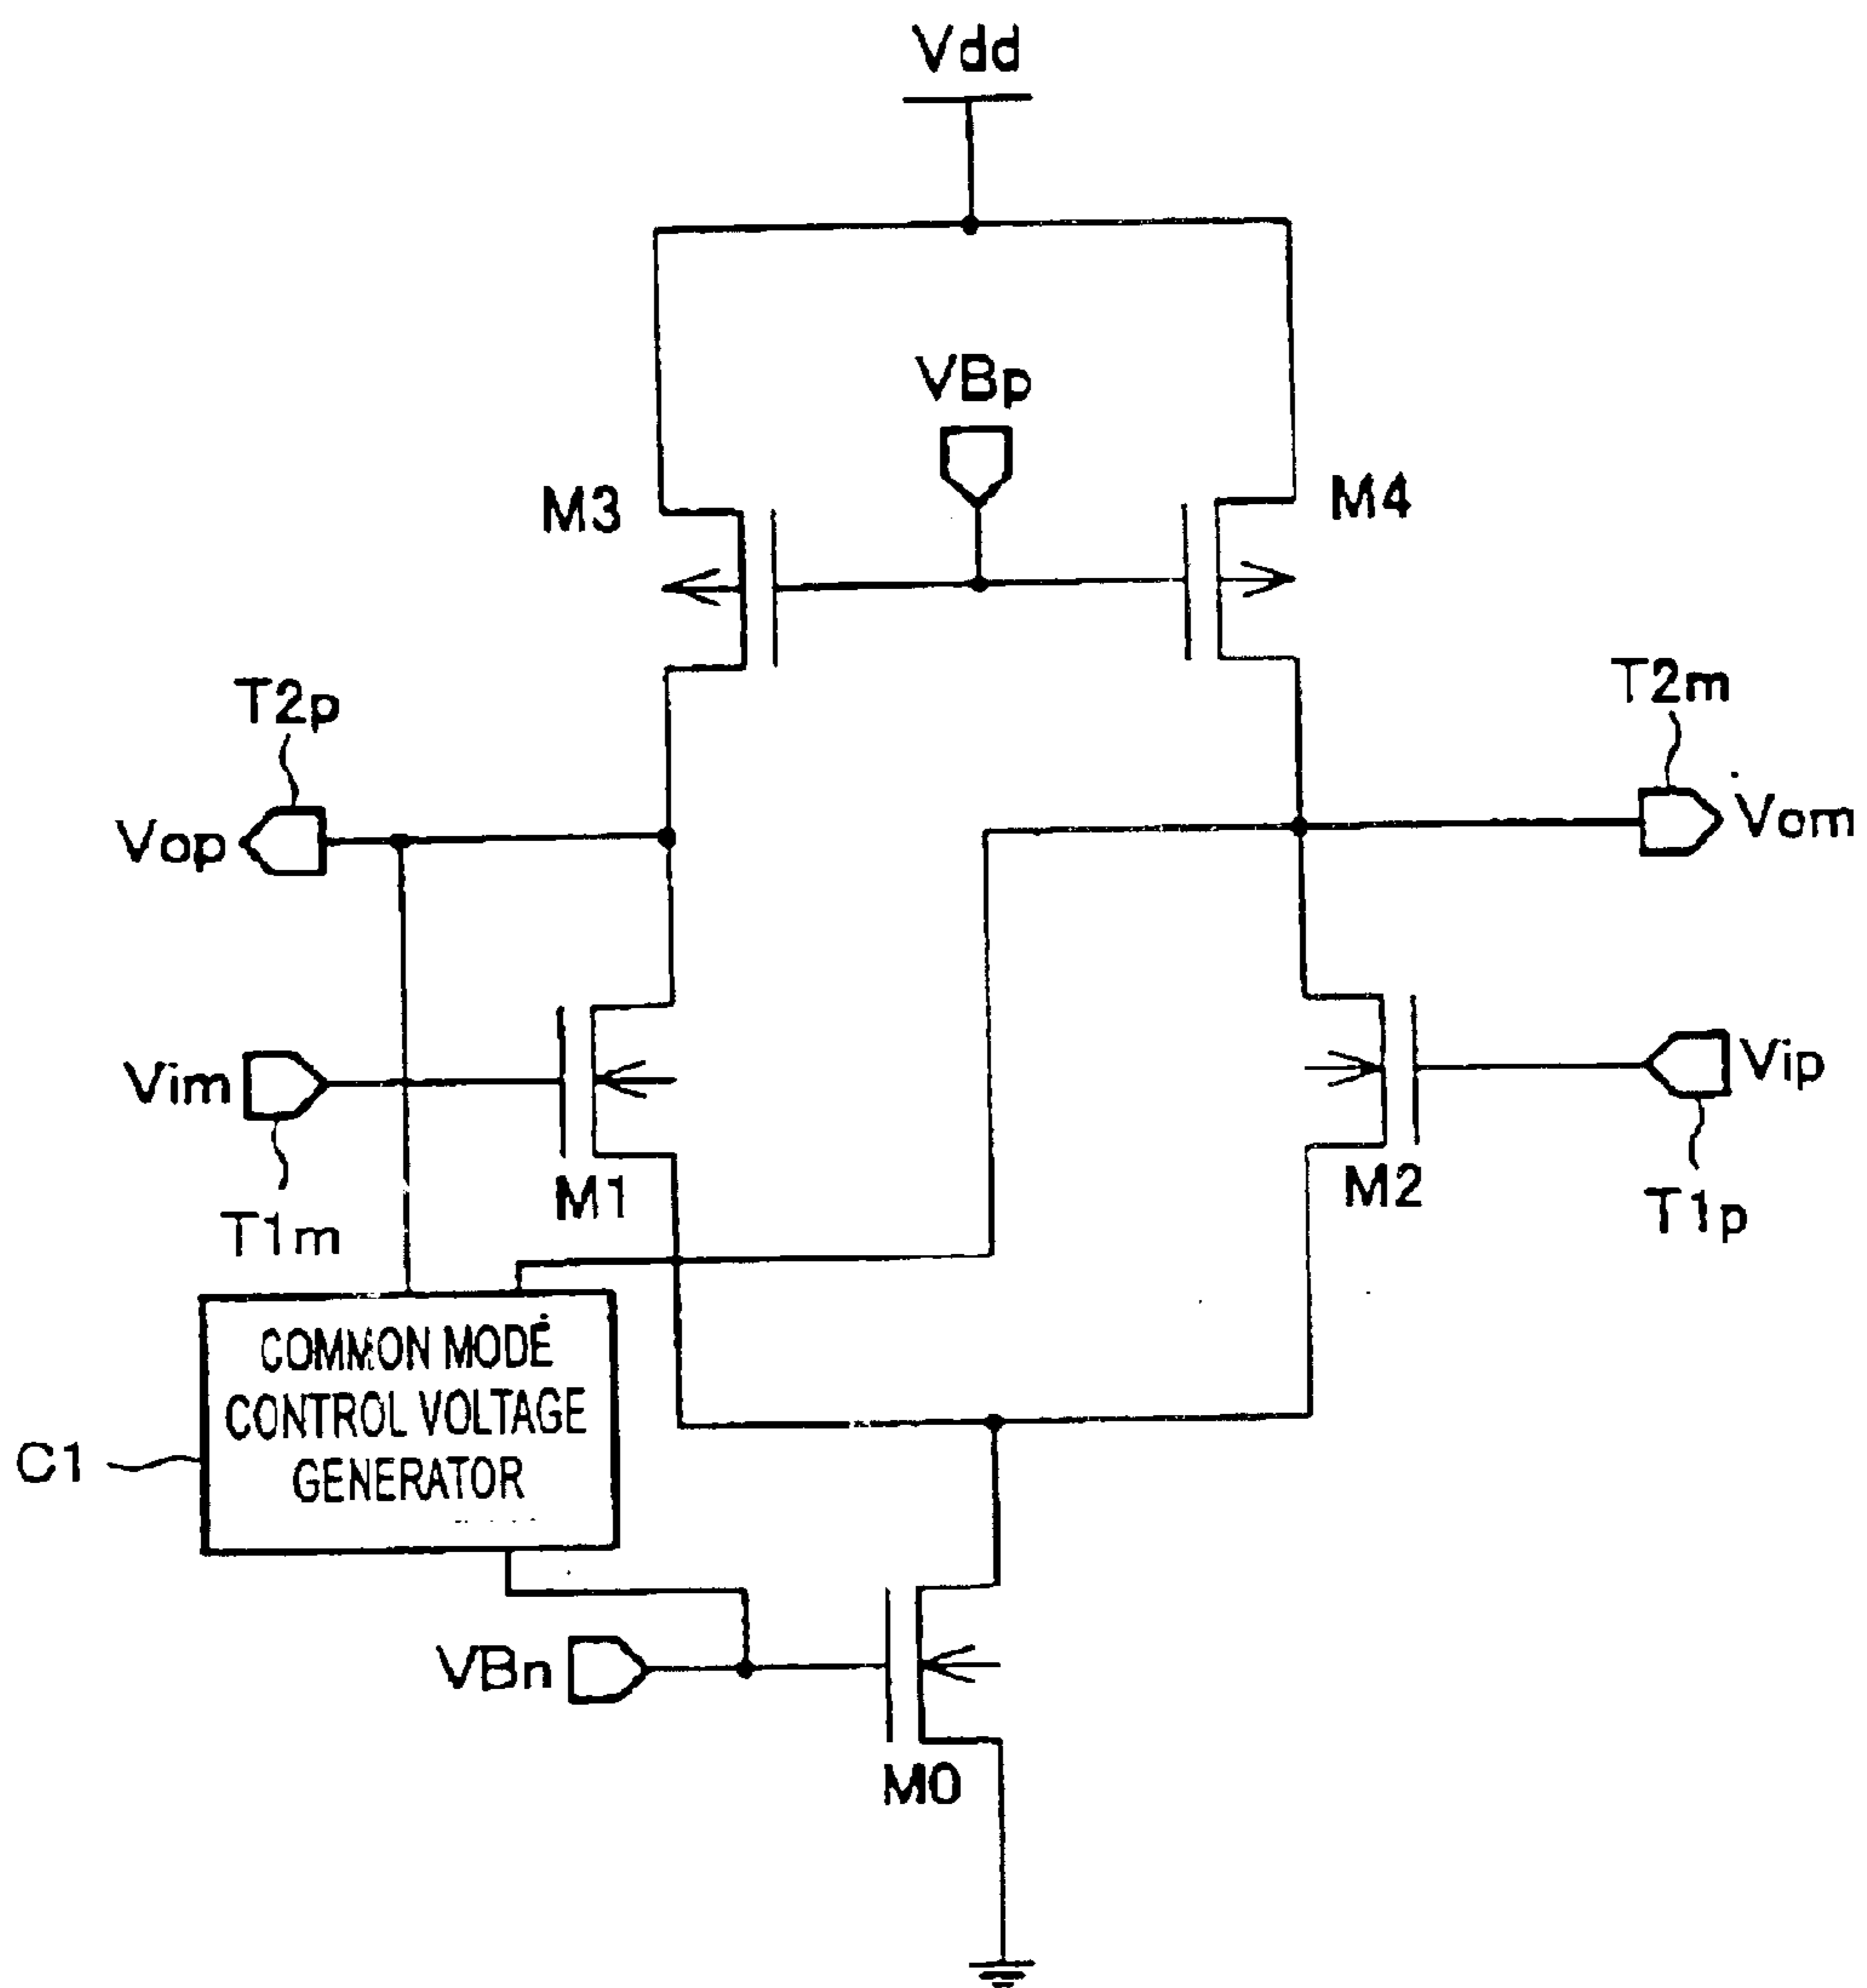 Vdd
VBp
M3
M4
T2p
T2m
Vop
Vom
Vim
Vip
M1
M2
T1m
T1p
COMMON MODE
CONTROL VOLTAGE
GENERATOR
C1
VBn
M0